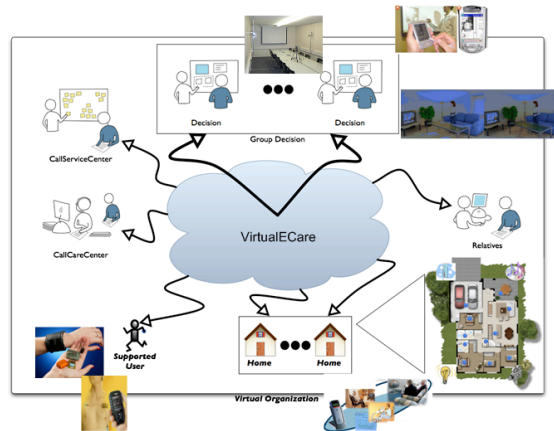 Decision
Decision
Group Decision
CallServiceCenter
CallCareCenter
VirtualECare
Relatives
Supported
User
Home
Home
Virtual Organization